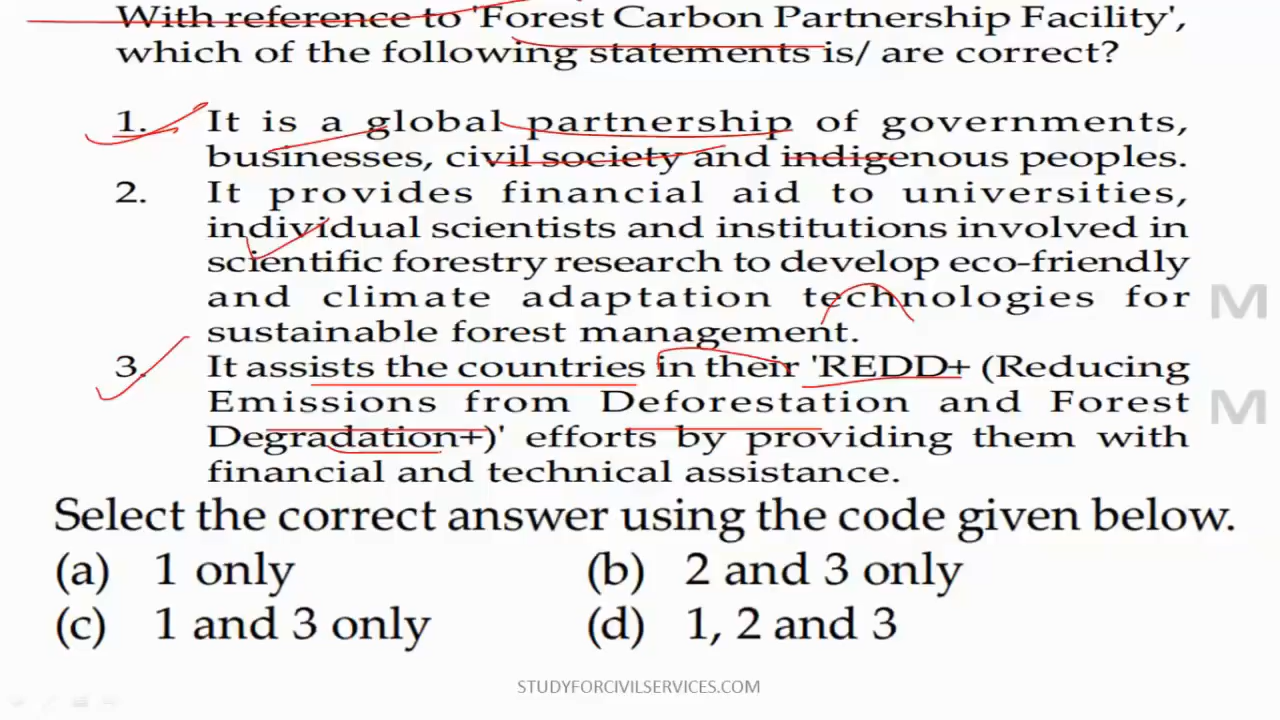 With reference to 'Forest Carbon Partnership Facility',
which of the following statements is/ are correct?
1. It is a global partnership of governments,
businesses, civil society and indigenous peoples.
2. It provides financial aid to universities,
individual scientists and institutions involved in
scientific forestry research to develop eco-friendly
and climate adaptation technologies for
sustainable forest management.
3. It assists the countries in their 'REDD+ (Reducing
Emissions from Deforestation and Forest
Degradation+)' efforts by providing them with
financial and technical assistance.
Select the correct answer using the code given below.
(a) 1 only (b) 2 and 3 only
(c) 1 and 3 only (d) 1, 2 and 3
M
M
STUDYFORCIVILSERVICES.COM